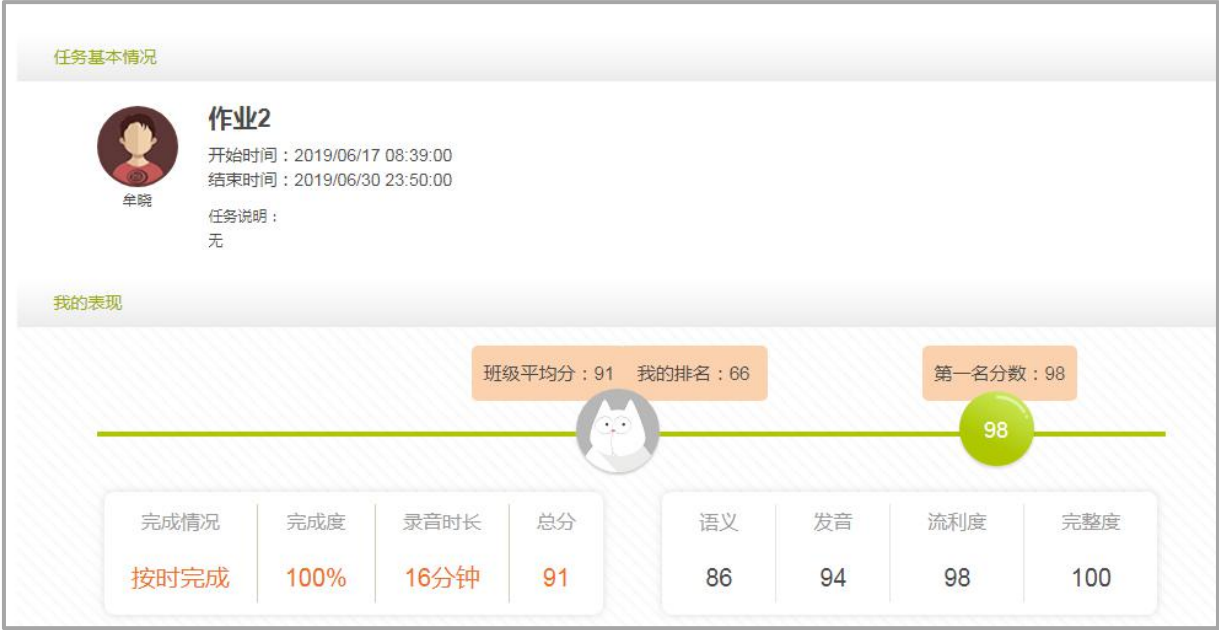 任务基本情况
作业2
开始时间：2019/06/17 08:39:00
结束时间：2019/06/30 23:50:00
牟晓
任务说明：
无
我的表现
班级平均分：91 我的排名：66 第一名分数：98
98
完成情况 完成度 录音时长 总分 语义 发音 流利度 完整度
按时完成 100% 16分钟 91 86 94 98 100